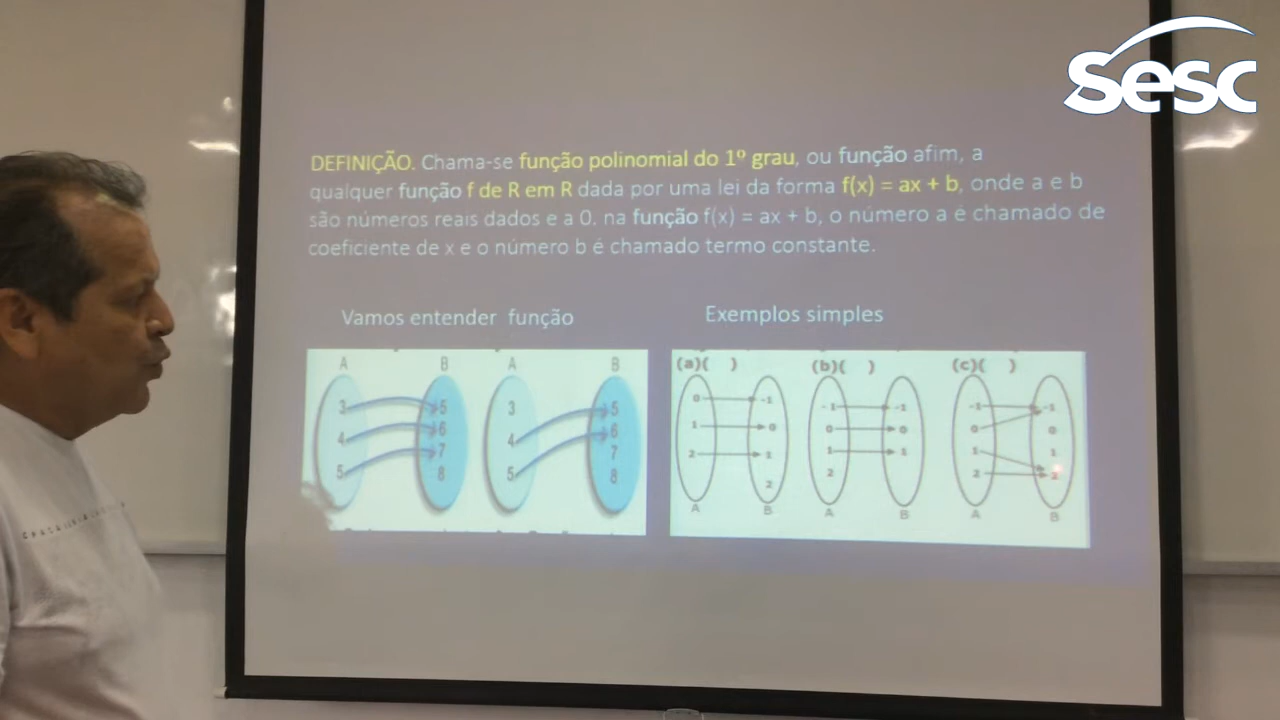 Sesc
DEFINIÇÃO. Chama-se função polinomial do 1º grau, ou função afim, a
qualquer função f de R em R dada por uma lei da forma f(x) = ax + b, onde a e b
são números reais dados e a 0. na função f(x) = ax + b, o número a é chamado de
coeficiente de x e o número b é chamado termo constante.
Vamos entender função
Exemplos simples
A B A B
3 5 3 5
4 6 4 6
5 7 5 7
8 8
(a)( ) (b)( ) (c)( )
0 -1 -1 -1 -1 -1
1 0 0 0 0 0
2 1 1 1 1 1
2 2 2 2
A B A B A B